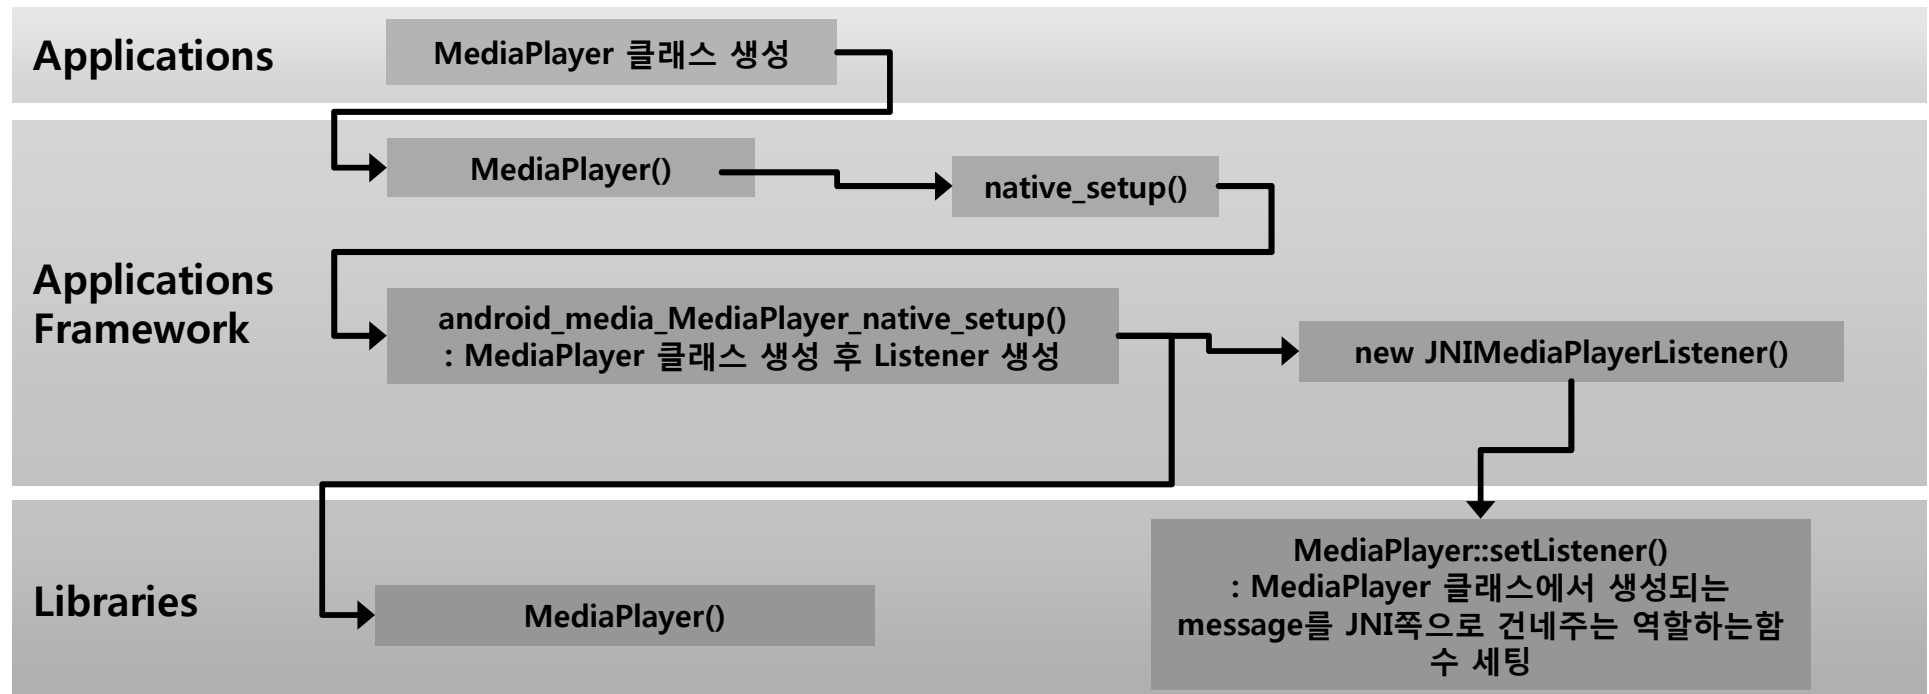 Applications
MediaPlayer 클래스 생성
MediaPlayer()
native_setup()
Applications
Framework
android_media_MediaPlayer_native_setup()
: MediaPlayer 클래스 생성 후 Listener 생성
new JNIMediaPlayerListener()
Libraries
MediaPlayer()
MediaPlayer::setListener()
: MediaPlayer 클래스에서 생성되는
message를 JNI쪽으로 건네주는 역할하는함
수 세팅